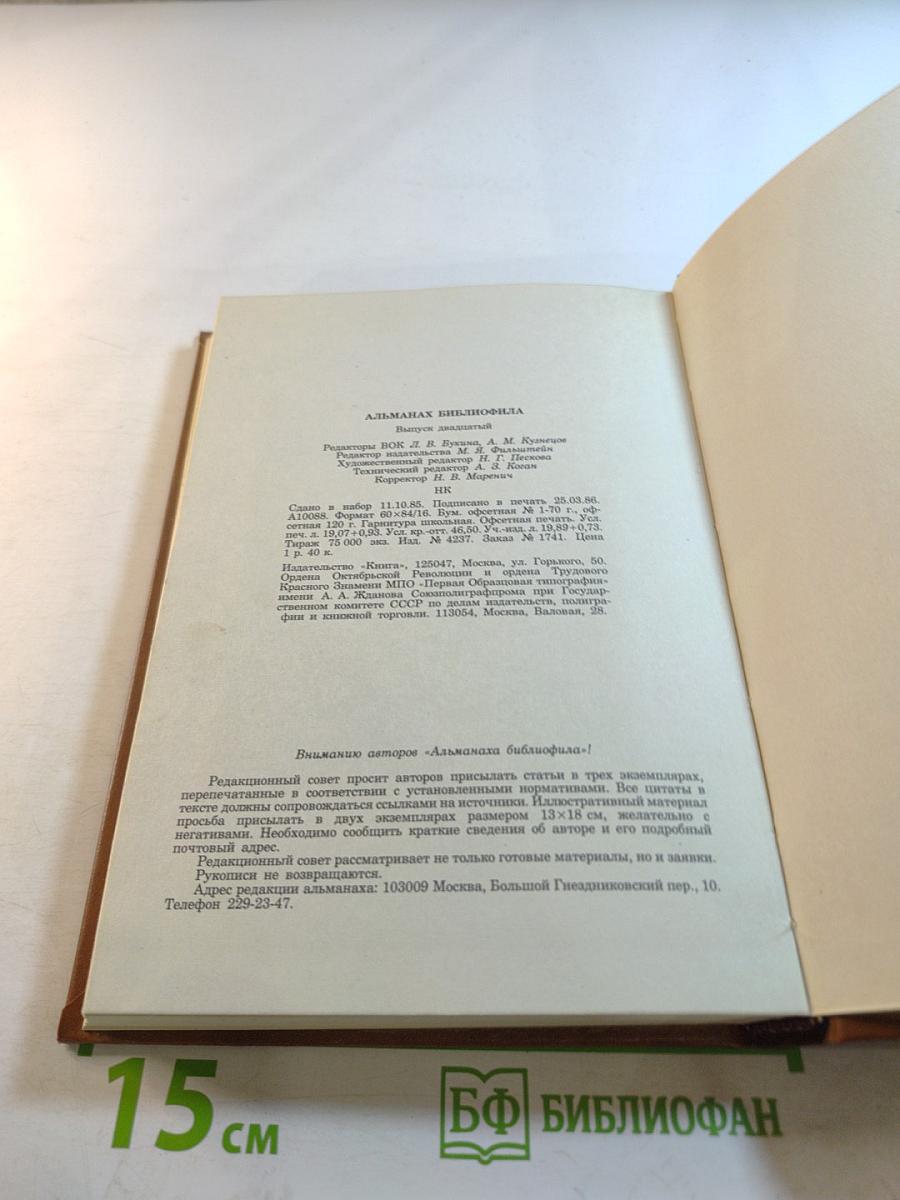 АЛЬМАНАХ БИБЛИОФИЛА
Выпуск двадцатый
Редакторы ВОК Л. В. Букина, А. М. Кузнецов
Редактор издательства М. Я. Фильштейн
Художественный редактор Н. Г. Пескова
Технический редактор А. З. Коган
Корректор Н. В. Маренич
НК
Сдано в набор 11.10.85. Подписано в печать 25.03.86.
А10088. Формат 60×84/16. Бум. офсетная № 1-70 г., оф-
сетная 120 г. Гарнитура школьная. Офсетная печать. Усл.
печ. л. 19,07+0,93. Усл. кр.-отт. 46,50. Уч.-изд. л. 19,89+0,73.
Тираж 75 000 экз. Изд. № 4237. Заказ № 1741. Цена
1 р. 40 к.
Издательство «Книга», 125047, Москва, ул. Горького, 50.
Ордена Октябрьской Революции и ордена Трудового
Красного Знамени МПО «Первая Образцовая типография»
имени А. А. Жданова Союзполиграфпрома при Государ-
ственном комитете СССР по делам издательств, полигра-
фии и книжной торговли. 113054, Москва, Валовая, 28.
Вниманию авторов «Альманаха библиофила»!
Редакционный совет просит авторов присылать статьи в трех экземплярах,
перепечатанные в соответствии с установленными нормативами. Все цитаты в
тексте должны сопровождаться ссылками на источники. Иллюстративный материал
просьба присылать в двух экземплярах размером 13×18 см, желательно с
негативами. Необходимо сообщить краткие сведения об авторе и его подробный
почтовый адрес.
Редакционный совет рассматривает не только готовые материалы, но и заявки.
Рукописи не возвращаются.
Адрес редакции альманаха: 103009 Москва, Большой Гнездниковский пер., 10.
Телефон 229-23-47.
15 см
БФ БИБЛИОФАН